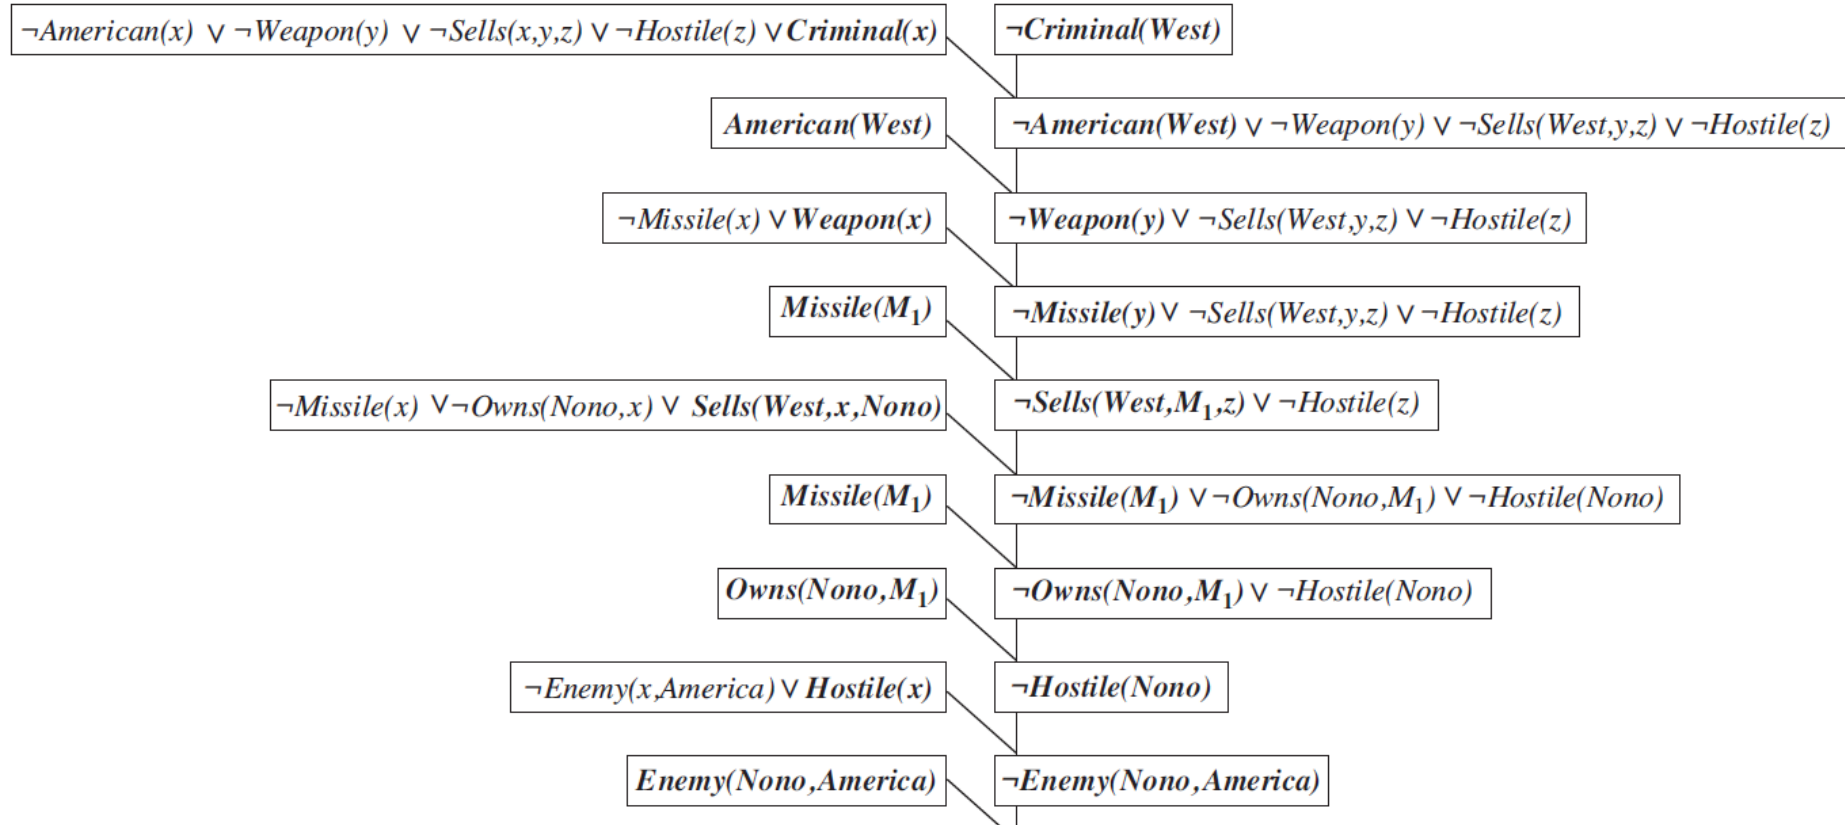 ¬American(x) ∨ ¬Weapon(y) ∨ ¬Sells(x,y,z) ∨ ¬Hostile(z) ∨ Criminal(x) ¬Criminal(West)
American(West) ¬American(West) ∨ ¬Weapon(y) ∨ ¬Sells(West,y,z) ∨ ¬Hostile(z)
¬Missile(x) ∨ Weapon(x) ¬Weapon(y) ∨ ¬Sells(West,y,z) ∨ ¬Hostile(z)
Missile(M₁) ¬Missile(y) ∨ ¬Sells(West,y,z) ∨ ¬Hostile(z)
¬Missile(x) ∨ ¬Owns(Nono,x) ∨ Sells(West,x,Nono) ¬Sells(West,M₁,z) ∨ ¬Hostile(z)
Missile(M₁) ¬Missile(M₁) ∨ ¬Owns(Nono,M₁) ∨ ¬Hostile(Nono)
Owns(Nono,M₁) ¬Owns(Nono,M₁) ∨ ¬Hostile(Nono)
¬Enemy(x,America) ∨ Hostile(x) ¬Hostile(Nono)
Enemy(Nono,America) ¬Enemy(Nono,America)